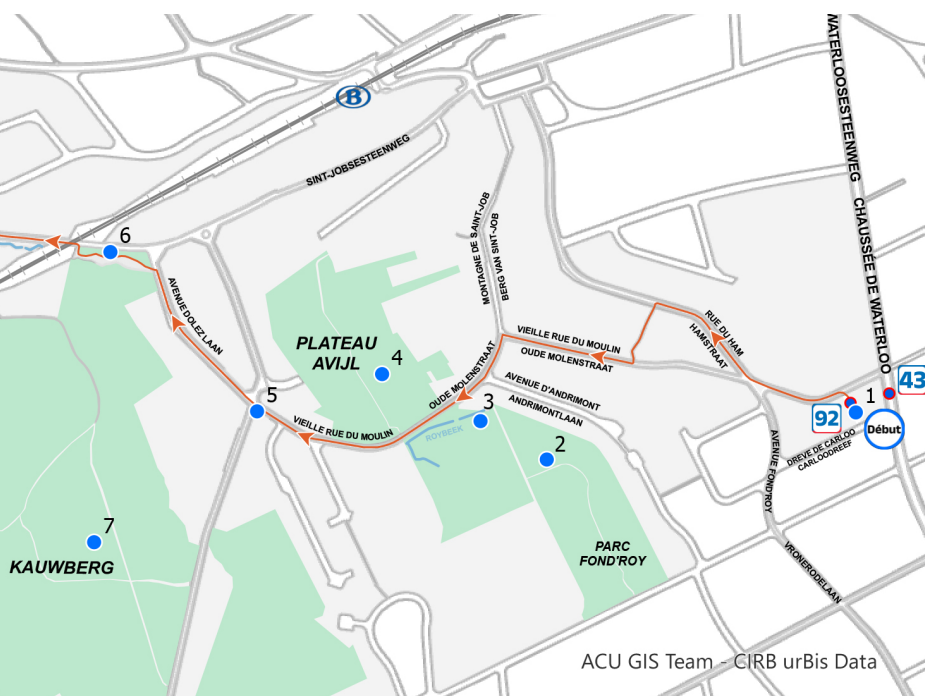 WATERLOOSESTEENWEG
CHAUSSÉE DE WATERLOO
B
SINT-JOBSESTEENWEG
MONTAGNE DE SAINT-JOB
BERG VAN SINT-JOB
6
AVENUE DOLEZ LAAN
RUE DU HAM
HAMSTRAAT
VIEILLE RUE DU MOULIN
OUDE MOLENSTRAAT
PLATEAU
AVIJL
4
OUDE MOLENSTRAAT
AVENUE D'ANDRIMONT
ANDRIMONTLAAN
43
1
92
Début
5
3
VIEILLE RUE DU MOULIN
ROYBEEK
2
DREVE DE CARLOO
CARLOODREEF
AVENUE FOND'ROY
VRONERODELAAN
7
KAUWBERG
PARC
FOND'ROY
ACU GIS Team - CIRB urBis Data